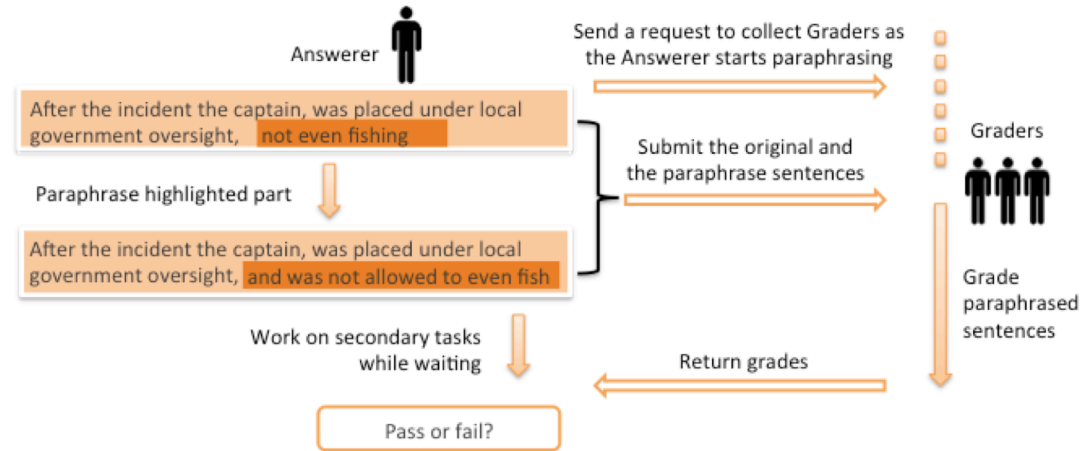 Answerer
Send a request to collect Graders as
the Answerer starts paraphrasing
After the incident the captain, was placed under local
government oversight, not even fishing
Graders
Submit the original and
the paraphrase sentences
Paraphrase highlighted part
After the incident the captain, was placed under local
government oversight, and was not allowed to even fish
Grade
paraphrased
sentences
Work on secondary tasks
while waiting
Return grades
Pass or fail?